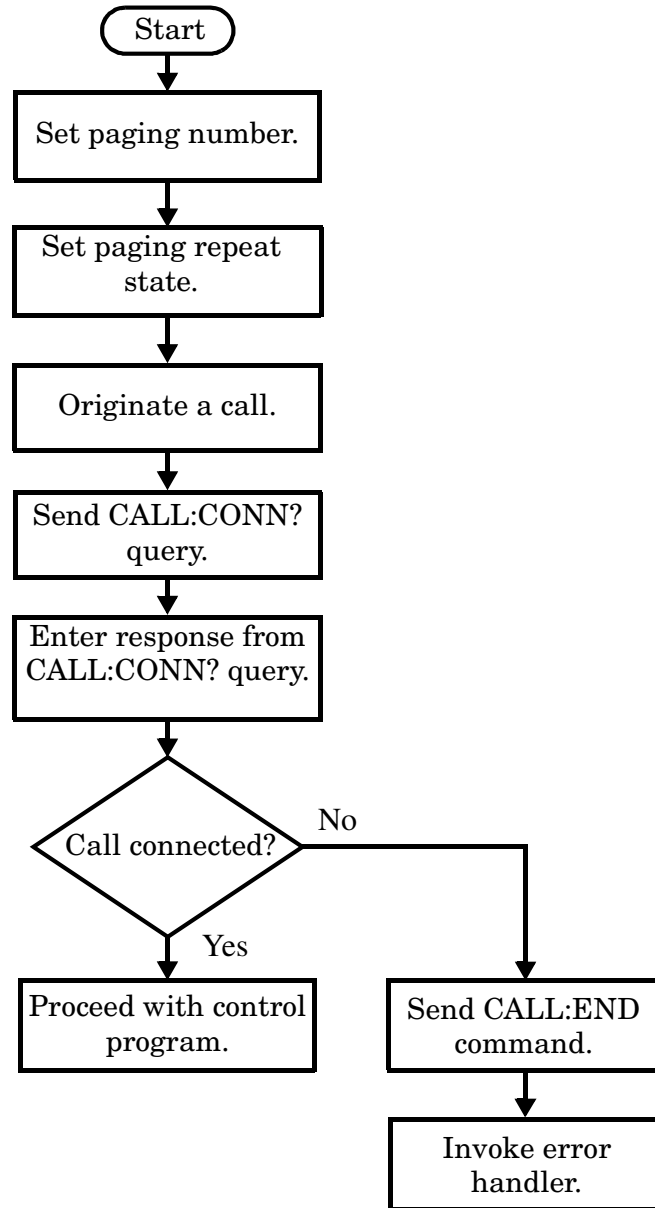 Start
Set paging number.
Set paging repeat
state.
Originate a call.
Send CALL:CONN?
query.
Enter response from
CALL:CONN? query.
Call connected?
No
Yes
Proceed with control
program.
Send CALL:END
command.
Invoke error
handler.